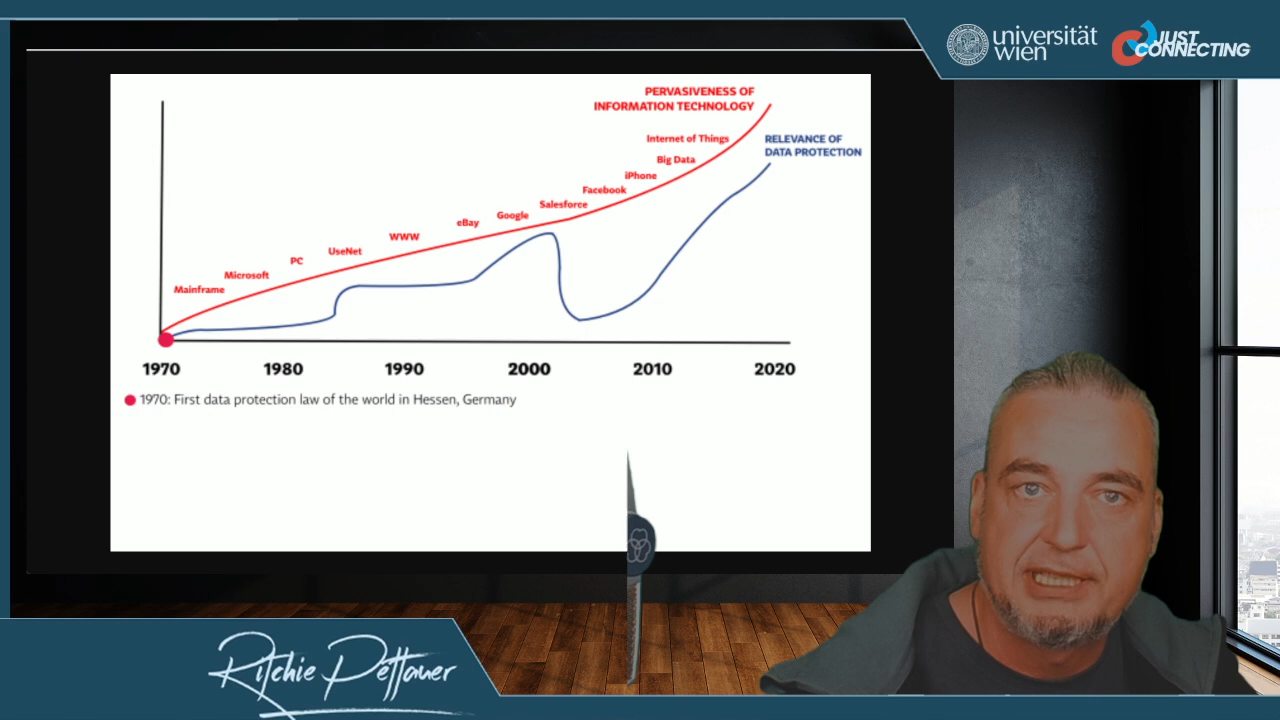 universität
wien
JUST
CONNECTING
PERVASIVENESS OF
INFORMATION TECHNOLOGY
RELEVANCE OF
DATA PROTECTION
Internet of Things
Big Data
iPhone
Facebook
Salesforce
Google
eBay
WWW
UseNet
PC
Microsoft
Mainframe
1970 1980 1990 2000 2010 2020
1970: First data protection law of the world in Hessen, Germany
Ritchie Pettauer